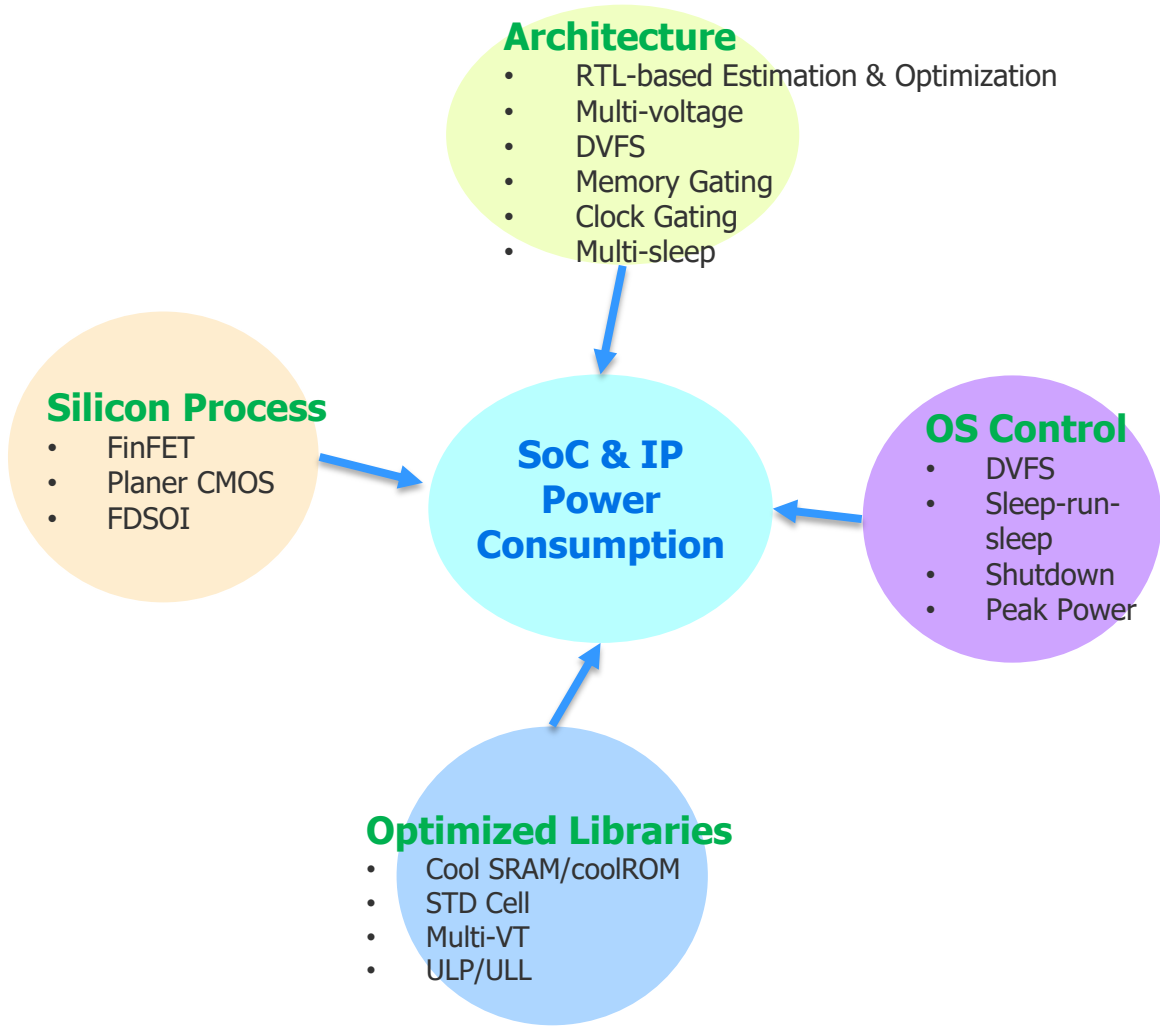 Architecture
• RTL-based Estimation & Optimization
• Multi-voltage
• DVFS
• Memory Gating
• Clock Gating
• Multi-sleep
Silicon Process
• FinFET
• Planer CMOS
• FDSOI
SoC & IP
Power
Consumption
OS Control
• DVFS
• Sleep-run-
sleep
• Shutdown
• Peak Power
Optimized Libraries
• Cool SRAM/coolROM
• STD Cell
• Multi-VT
• ULP/ULL